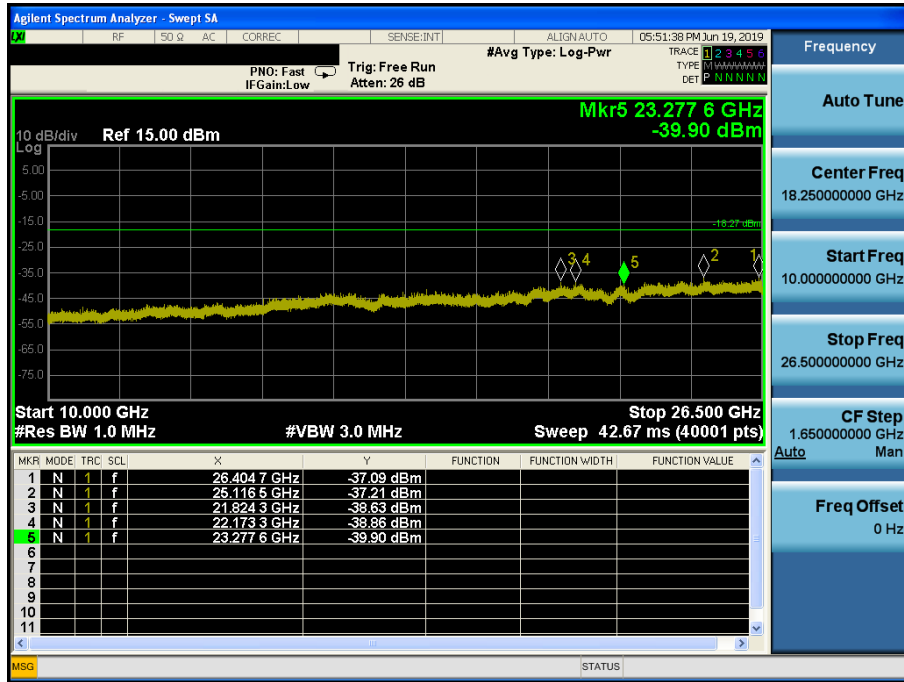 Agilent Spectrum Analyzer - Swept SA
LXI RF 50 Ω AC CORREC SENSE:INT ALIGN AUTO 05:51:38 PM Jun 19, 2019
#Avg Type: Log-Pwr TRACE 1 2 3 4 5 6
PNO: Fast Trig: Free Run TYPE M W W W W W
IFGain:Low Atten: 26 dB DET P N N N N N
Mkr5 23.277 6 GHz
-39.90 dBm
10 dB/div Ref 15.00 dBm
Log
5.00
-5.00
-15.0
-18.27 dBm
-25.0
3 4 5 2 1
-35.0
-45.0
-55.0
-65.0
-75.0
Start 10.000 GHz Stop 26.500 GHz
#Res BW 1.0 MHz #VBW 3.0 MHz Sweep 42.67 ms (40001 pts)
MKR MODE TRC SCL X Y FUNCTION FUNCTION WIDTH FUNCTION VALUE
1 N 1 f 26.404 7 GHz -37.09 dBm
2 N 1 f 25.116 5 GHz -37.21 dBm
3 N 1 f 21.824 3 GHz -38.63 dBm
4 N 1 f 22.173 3 GHz -38.86 dBm
5 N 1 f 23.277 6 GHz -39.90 dBm
6
7
8
9
10
11
MSG STATUS
Frequency
Auto Tune
Center Freq
18.250000000 GHz
Start Freq
10.000000000 GHz
Stop Freq
26.500000000 GHz
CF Step
1.650000000 GHz
Auto Man
Freq Offset
0 Hz